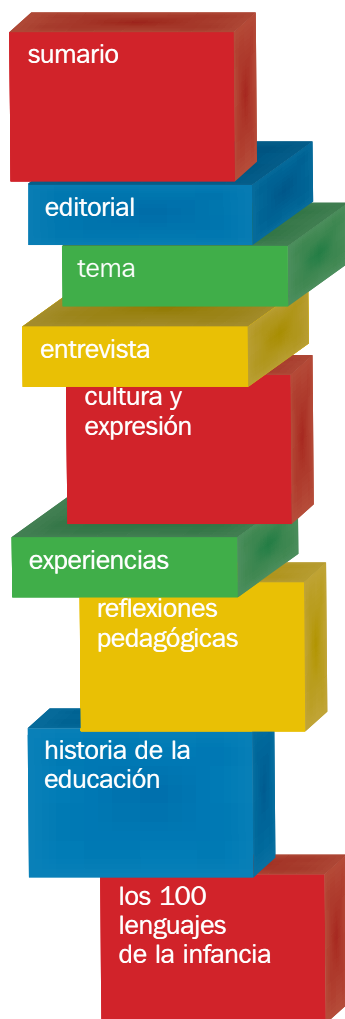 sumario
editorial
tema
entrevista
cultura y
expresión
experiencias
reflexiones
pedagógicas
historia de la
educación
los 100
lenguajes
de la infancia